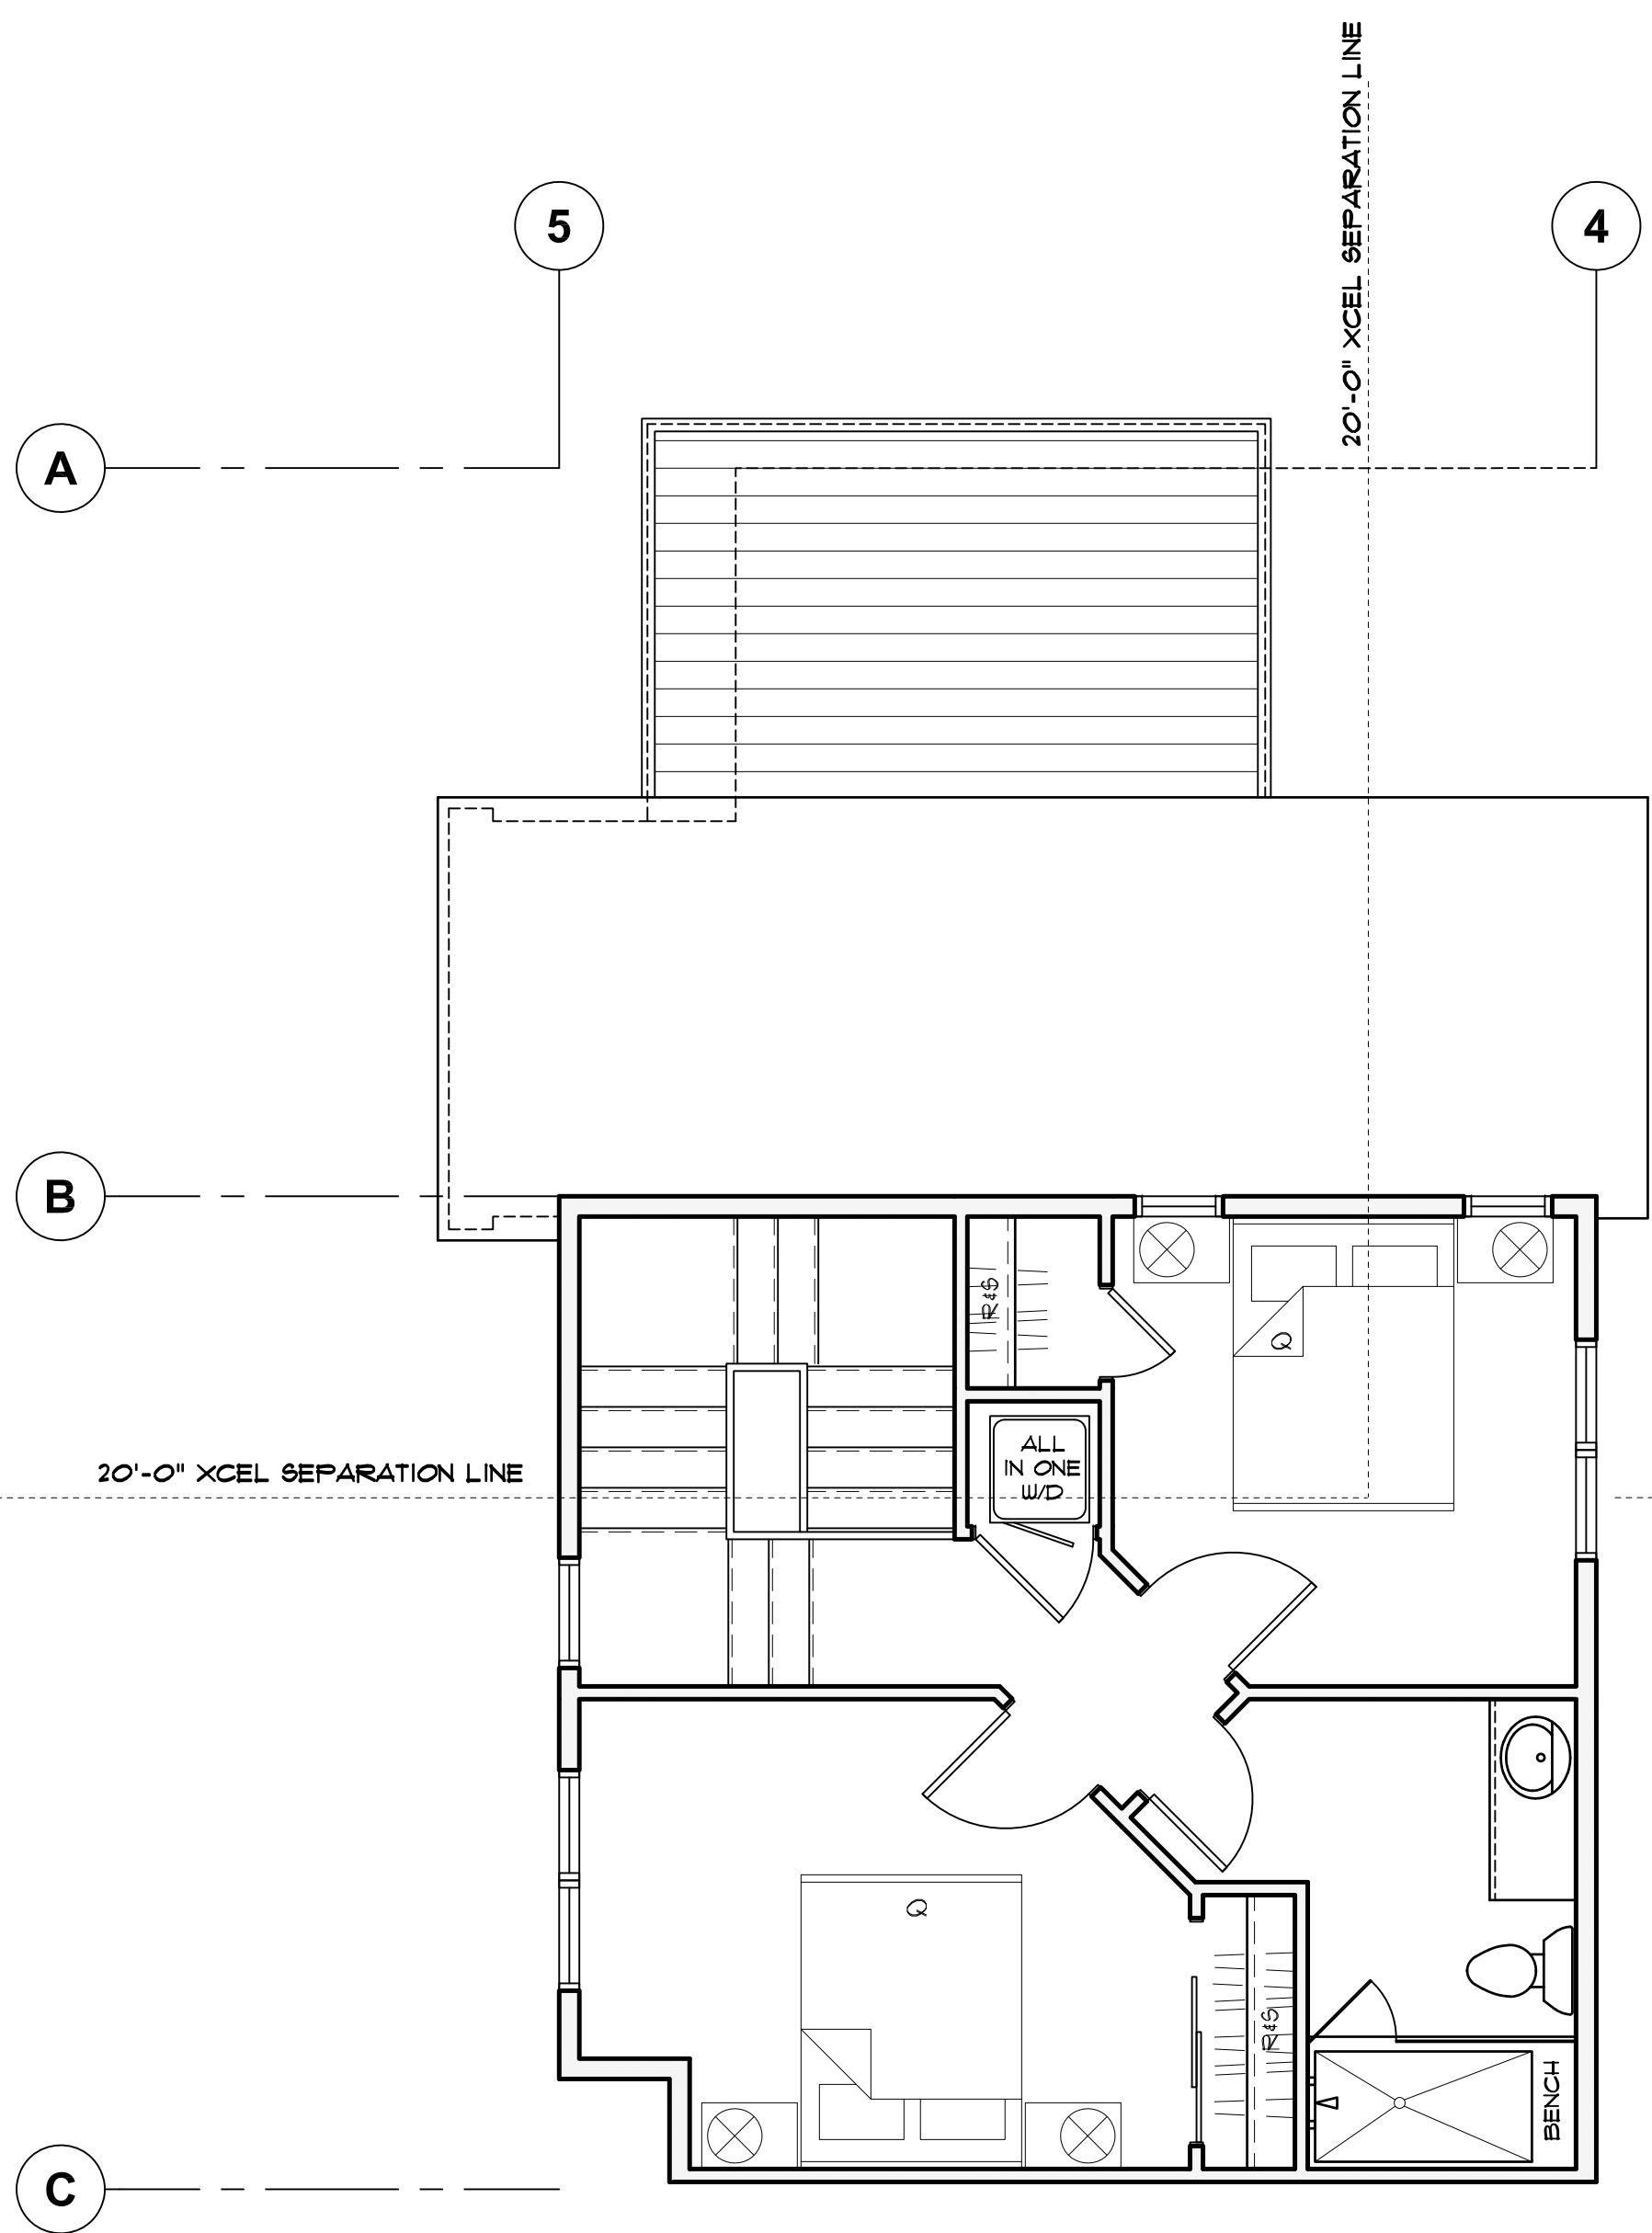 20'-0" XCEL SEPARATION LINE
5
4
A
B
R&S
Q
ALL
IN ONE
W/D
20'-0" XCEL SEPARATION LINE
Q
R&S
BENCH
C